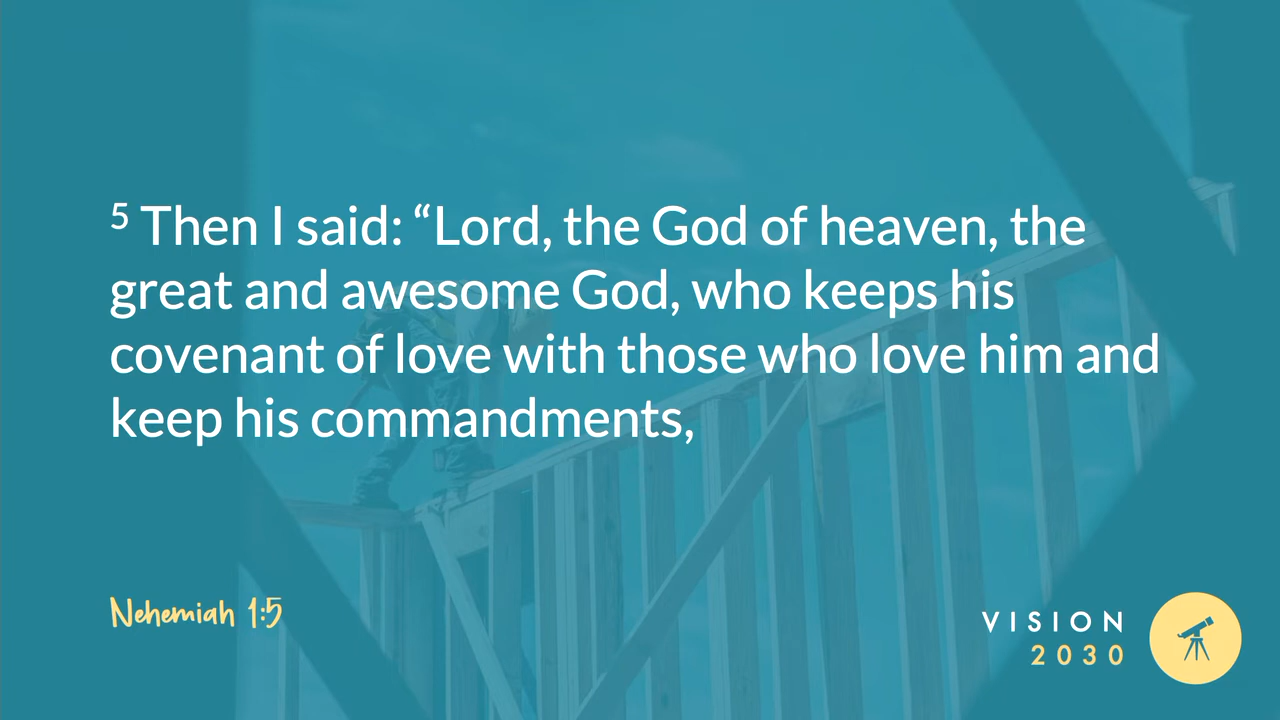 5 Then I said: “Lord, the God of heaven, the
great and awesome God, who keeps his
covenant of love with those who love him and
keep his commandments,
Nehemiah 1:5
VISION
2030